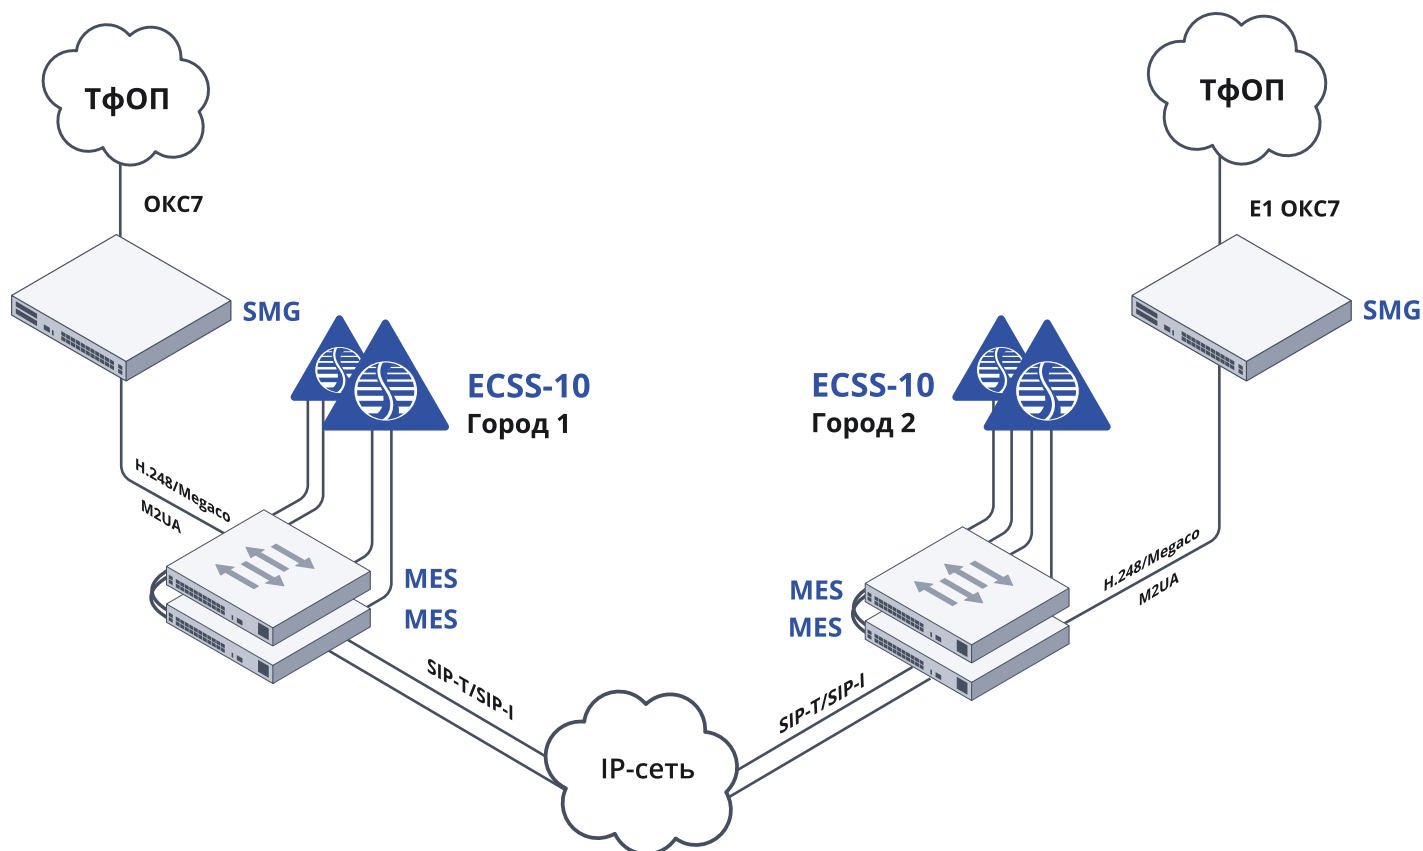 ТфОП
ТфОП
ОКС7
E1 ОКС7
SMG
SMG
ECSS-10
Город 1
ECSS-10
Город 2
H.248/Megaco
M2UA
H.248/Megaco
M2UA
MES
MES
MES
MES
SIP-T/SIP-I
SIP-T/SIP-I
IP-сеть